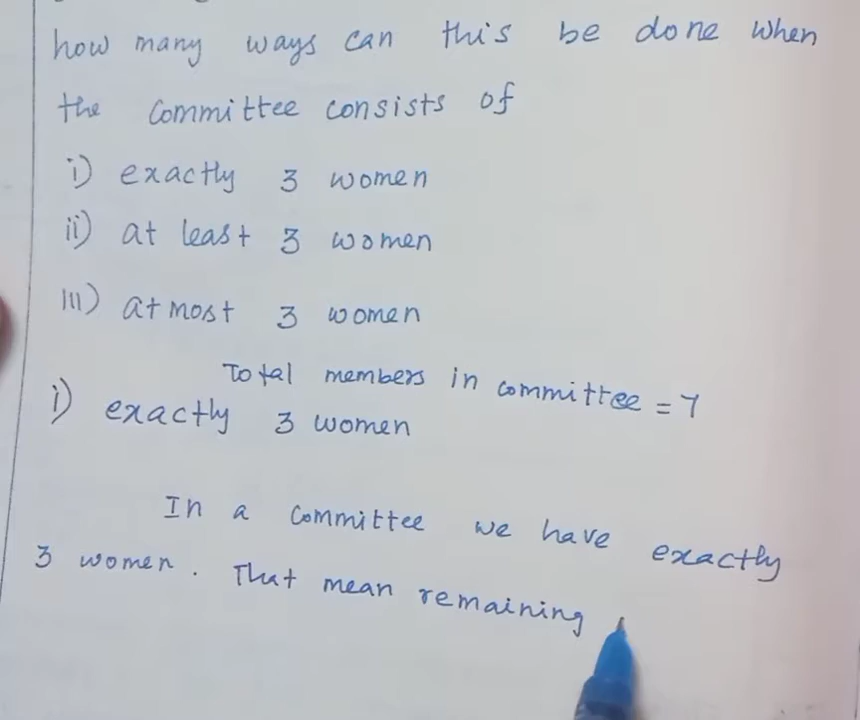 how many ways can this be done when
the committee consists of
i) exactly 3 women
ii) at least 3 women
III) atmost 3 women
Total members in committee = 7
i) exactly 3 women
In a committee we have exactly
3 women. That mean remaining